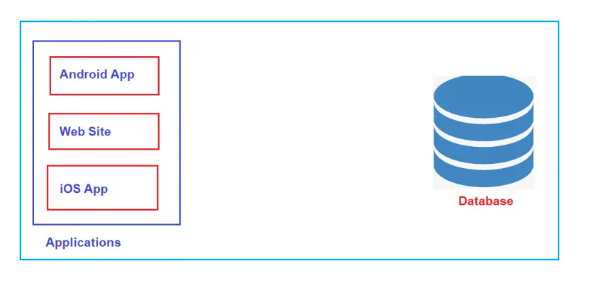 Android App
Web Site
iOS App
Applications
Database